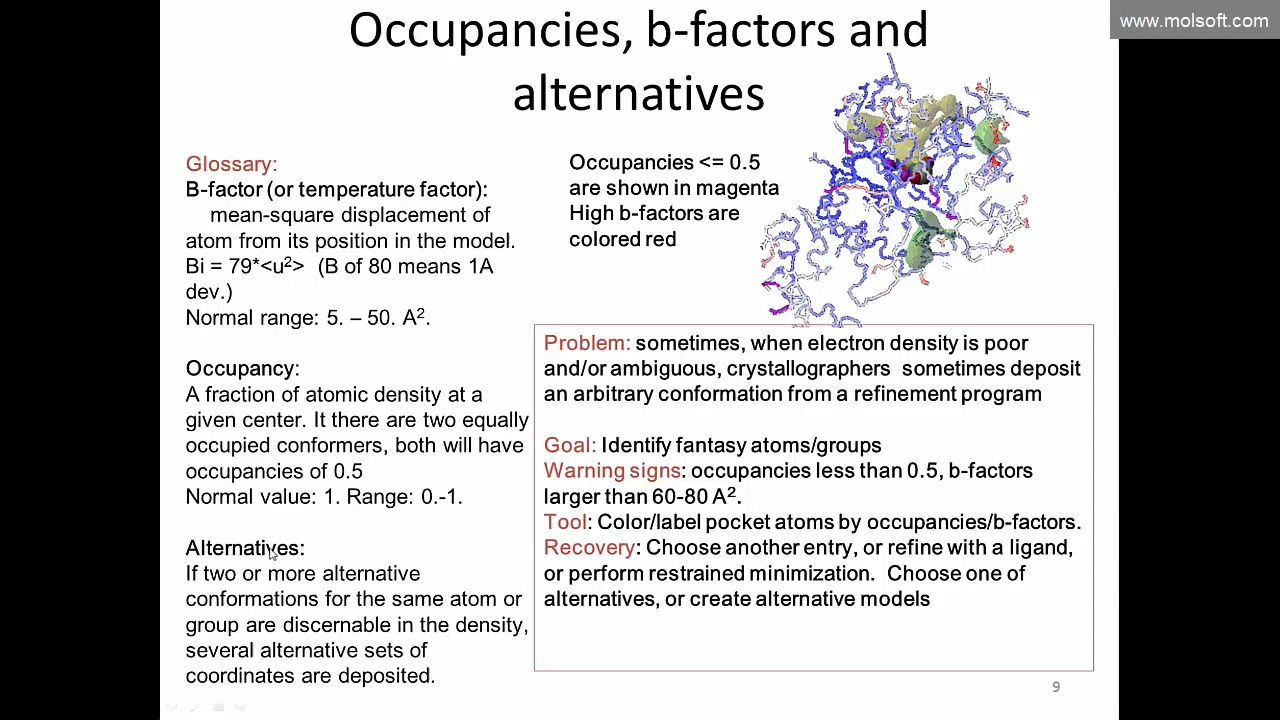 www.molsoft.com
Occupancies, b-factors and
alternatives
Glossary:
B-factor (or temperature factor):
mean-square displacement of
atom from its position in the model.
Bi = 79*<u²> (B of 80 means 1A
dev.)
Normal range: 5. – 50. A².
Occupancy:
A fraction of atomic density at a
given center. It there are two equally
occupied conformers, both will have
occupancies of 0.5
Normal value: 1. Range: 0.-1.
Alternatives:
If two or more alternative
conformations for the same atom or
group are discernable in the density,
several alternative sets of
coordinates are deposited.
Occupancies <= 0.5
are shown in magenta
High b-factors are
colored red
Problem: sometimes, when electron density is poor
and/or ambiguous, crystallographers sometimes deposit
an arbitrary conformation from a refinement program
Goal: Identify fantasy atoms/groups
Warning signs: occupancies less than 0.5, b-factors
larger than 60-80 A².
Tool: Color/label pocket atoms by occupancies/b-factors.
Recovery: Choose another entry, or refine with a ligand,
or perform restrained minimization. Choose one of
alternatives, or create alternative models
9